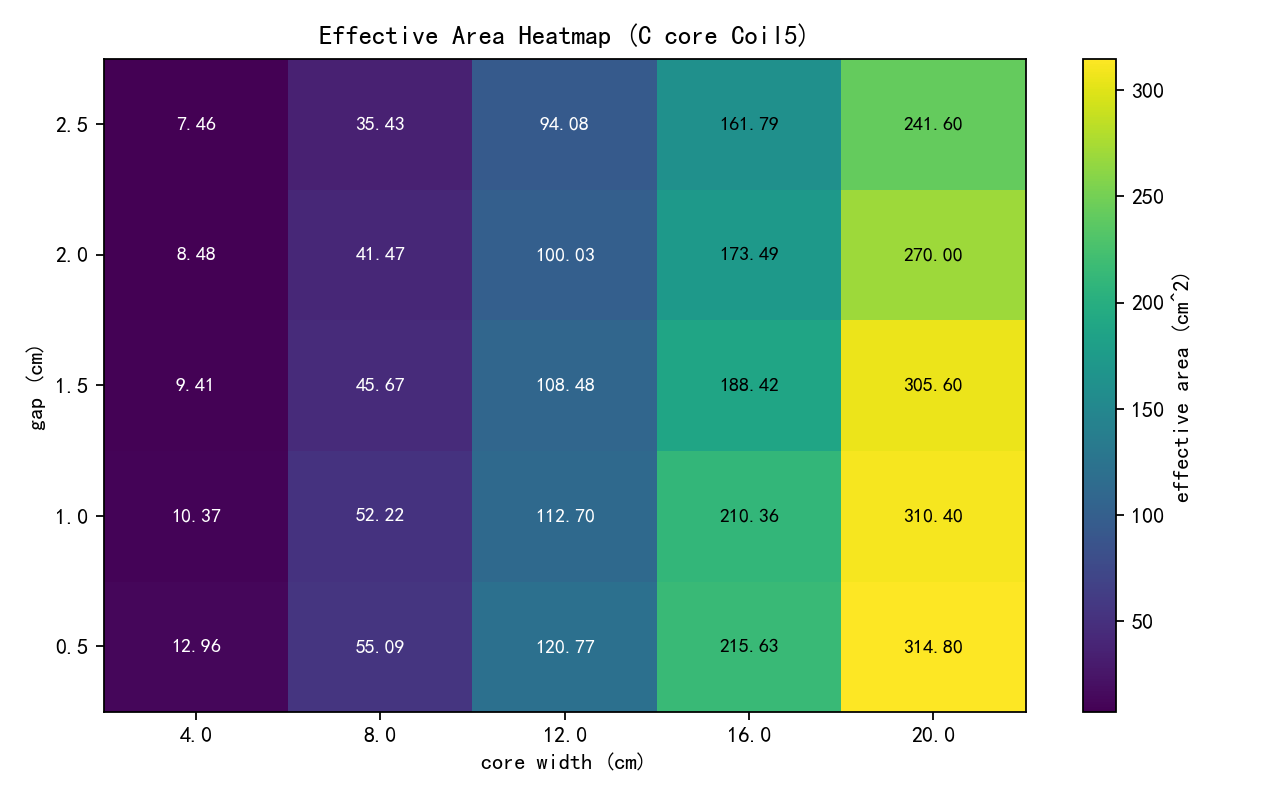 Effective Area Heatmap (C core Coil5)
2.5 7.46 35.43 94.08 161.79 241.60
2.0 8.48 41.47 100.03 173.49 270.00
1.5 9.41 45.67 108.48 188.42 305.60
1.0 10.37 52.22 112.70 210.36 310.40
0.5 12.96 55.09 120.77 215.63 314.80
4.0 8.0 12.0 16.0 20.0
core width (cm)
gap (cm)
300
250
200
150
100
50
effective area (cm^2)